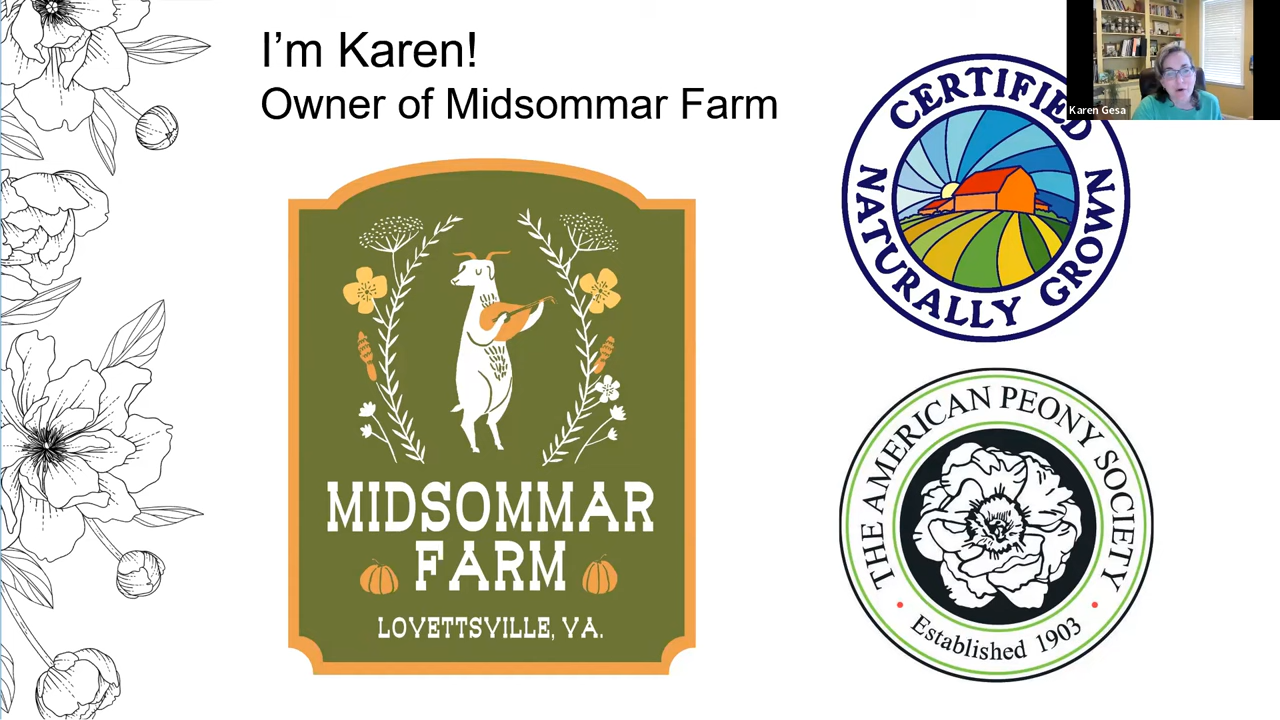 I'm Karen!
Owner of Midsommar Farm
Karen Gesa
CERTIFIED
NATURALLY GROWN
MIDSOMMAR
FARM
LOVETTSVILLE, VA.
THE AMERICAN PEONY SOCIETY
Established 1903